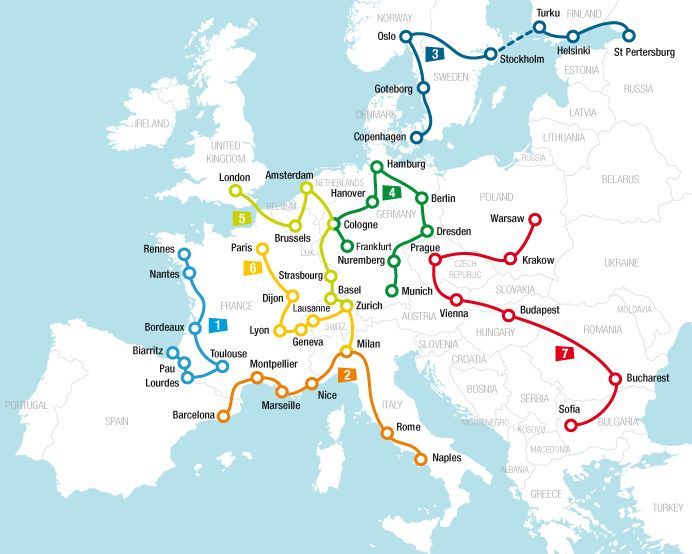 NORWAY
FINLAND
Turku
Oslo
3
Helsinki
St Pertersburg
Stockholm
SWEDEN
ESTONIA
Goteborg
RUSSIA
DENMARK
LATVIA
Copenhagen
LITHUANIA
IRELAND
UNITED
KINGDOM
RUSSIA
Hamburg
BELARUS
London
Amsterdam
NETHERLANDS
Hanover
4
Berlin
POLAND
BELGIUM
GERMANY
5
Cologne
Warsaw
Brussels
Dresden
Rennes
Paris
LUX.
Frankfurt
Prague
Nuremberg
Krakow
6
CZECH
REPUBLIC
UKRAINE
Nantes
Strasbourg
Munich
SLOVAKIA
Dijon
Basel
FRANCE
Lausanne
Zurich
Vienna
Budapest
MOLDAVIA
AUSTRIA
Bordeaux
1
Lyon
Geneva
SWITZ.
HUNGARY
ROMANIA
Biarritz
Toulouse
Milan
SLOVENIA
7
CROATIA
Pau
Montpellier
2
Lourdes
Bucharest
Nice
BOSNIA
Marseille
SERBIA
PORTUGAL
SPAIN
Barcelona
ITALY
Sofia
MONTENEGRO
BULGARIA
Rome
KOSOVO
MACEDONIA
Naples
ALBANIA
GREECE
TURKEY